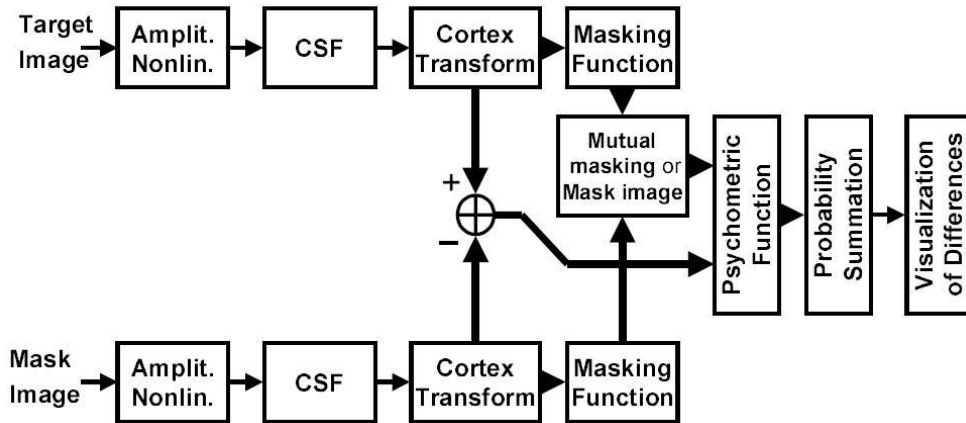 Target
Image
Amplit.
Nonlin.
CSF
Cortex
Transform
Masking
Function
Mutual
masking or
Mask image
+
−
Psychometric
Function
Probability
Summation
Visualization
of Differences
Mask
Image
Amplit.
Nonlin.
CSF
Cortex
Transform
Masking
Function